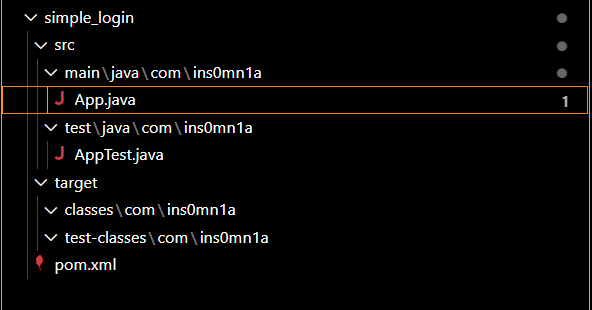 simple_login
src
main\java\com\ins0mn1a
App.java 1
test\java\com\ins0mn1a
AppTest.java
target
classes\com\ins0mn1a
test-classes\com\ins0mn1a
pom.xml